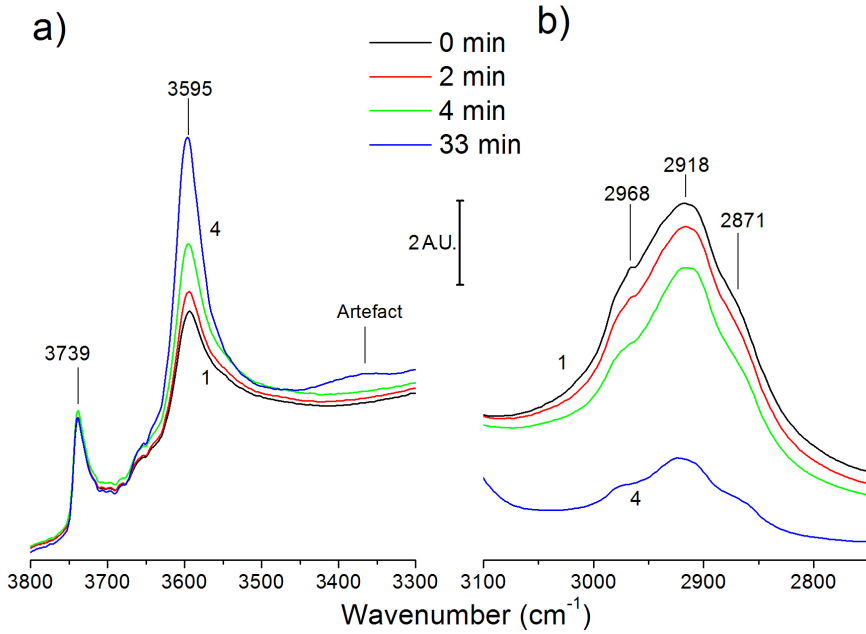 a)
b)
0 min
2 min
4 min
33 min
3595
4
Artefact
3739
1
2 A.U.
2968
2918
2871
1
4
3800
3700
3600
3500
3400
3300
3100
3000
2900
2800
Wavenumber (cm⁻¹)